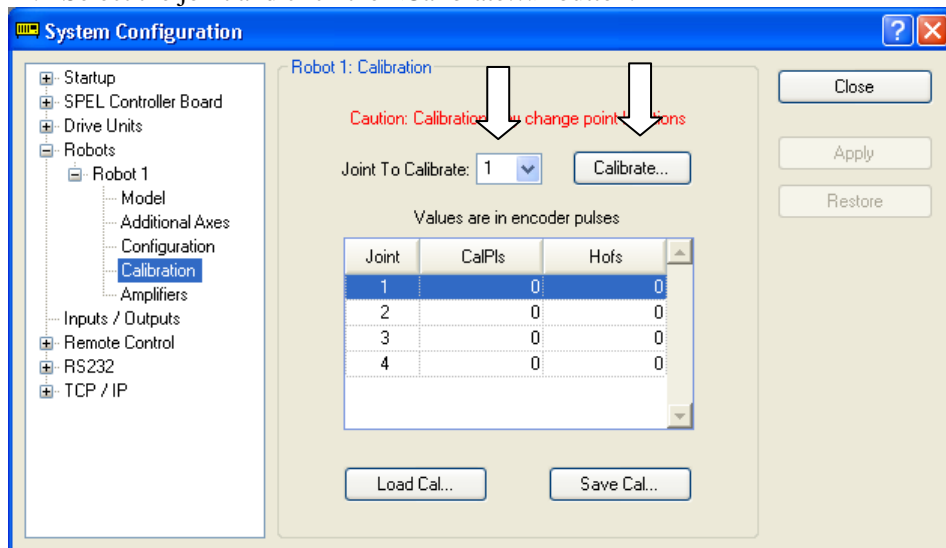 System Configuration
Startup
SPEL Controller Board
Drive Units
Robots
Robot 1
Model
Additional Axes
Configuration
Calibration
Amplifiers
Inputs / Outputs
Remote Control
RS232
TCP / IP
Robot 1: Calibration
Caution: Calibration change point
Joint To Calibrate: 1 Calibrate...
Values are in encoder pulses
Joint CalPls Hofs
1 0 0
2 0 0
3 0 0
4 0 0
Load Cal... Save Cal...
Close
Apply
Restore